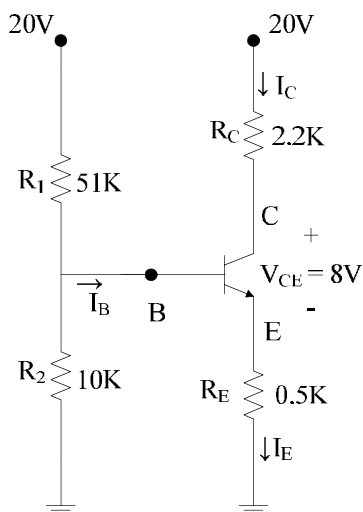 20V 20V
↓ I_C
R_C 2.2K
R_1 51K
C
+
V_CE = 8V
I_B
B
-
E
R_2 10K
R_E 0.5K
↓ I_E